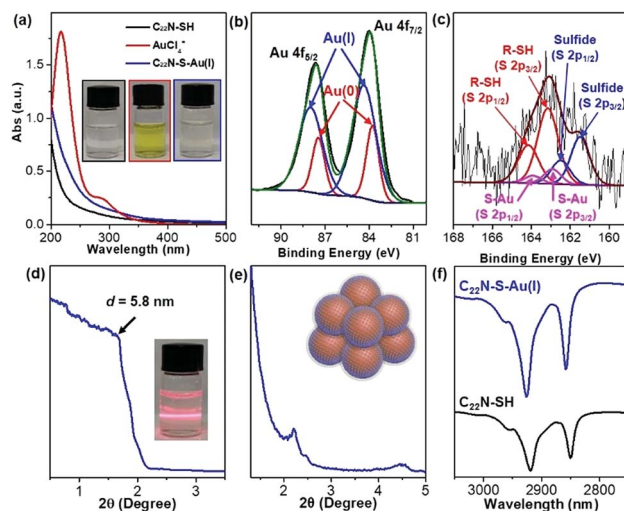 (a)
C₂₂N-SH
AuCl₄⁻
C₂₂N-S-Au(I)
Abs (a.u.)
2.0
1.5
1.0
0.5
0.0
200 300 400 500
Wavelength (nm)
(b)
Au 4f₇/₂
Au(I)
Au 4f₅/₂
Au(0)
90 87 84 81
Binding Energy (eV)
(c)
R-SH
(S 2p₃/₂)
Sulfide
(S 2p₁/₂)
R-SH
(S 2p₁/₂)
Sulfide
(S 2p₃/₂)
S-Au
(S 2p₁/₂)
S-Au
(S 2p₃/₂)
168 166 164 162 160
Binding Energy (eV)
(d)
d = 5.8 nm
1 2 3
2θ (Degree)
(e)
2 3 4 5
2θ (Degree)
(f)
C₂₂N-S-Au(I)
C₂₂N-SH
3000 2900 2800
Wavelength (nm)